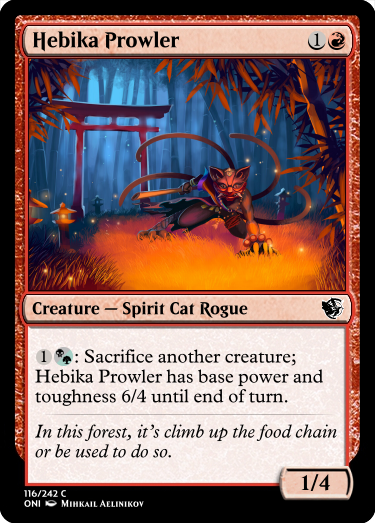 Hebika Prowler 1
Creature — Spirit Cat Rogue
1 : Sacrifice another creature;
Hebika Prowler has base power and
toughness 6/4 until end of turn.
In this forest, it's climb up the food chain
or be used to do so.
1/4
116/242 C
ONI Mihkail Aelinikov